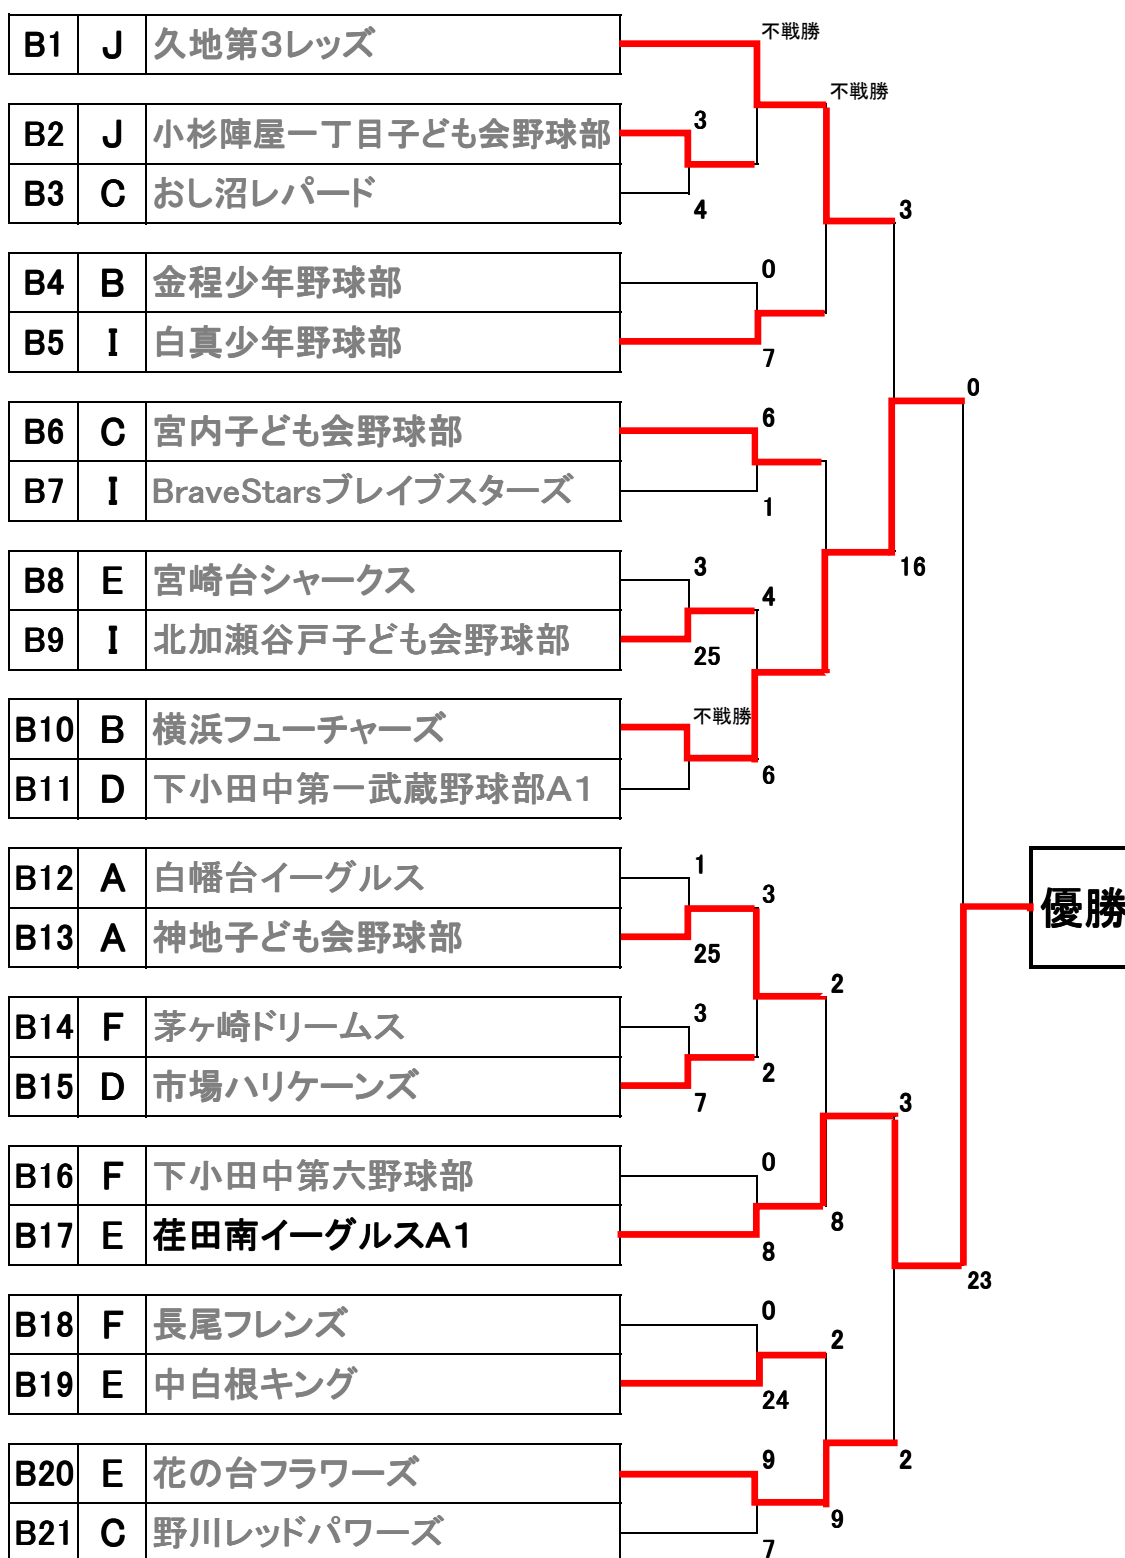 B1 J 久地第3レッズ
不戦勝
不戦勝
B2 J 小杉陣屋一丁目子ども会野球部
3
B3 C おし沼レパード
4
3
B4 B 金程少年野球部
0
B5 I 白真少年野球部
7
0
B6 C 宮内子ども会野球部
6
B7 I BraveStarsブレイブスターズ
1
16
B8 E 宮崎台シャークス
3
4
B9 I 北加瀬谷戸子ども会野球部
25
B10 B 横浜フューチャーズ
不戦勝
B11 D 下小田中第一武蔵野球部A1
6
B12 A 白幡台イーグルス
1
3
優勝
B13 A 神地子ども会野球部
25
2
B14 F 茅ヶ崎ドリームス
3
B15 D 市場ハリケーンズ
2
7
3
B16 F 下小田中第六野球部
0
B17 E 荏田南イーグルスA1
8
8
23
B18 F 長尾フレンズ
0
2
B19 E 中白根キング
24
B20 E 花の台フラワーズ
9
2
B21 C 野川レッドパワーズ
9
7